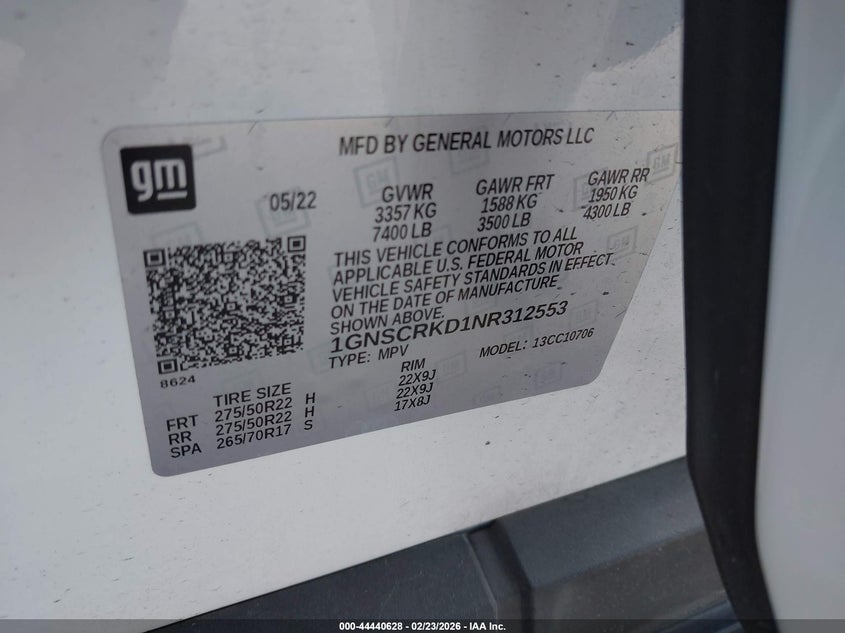 MFD BY GENERAL MOTORS LLC
gm
05/22
GVWR GAWR FRT GAWR RR
3357 KG 1588 KG 1950 KG
7400 LB 3500 LB 4300 LB
THIS VEHICLE CONFORMS TO ALL
APPLICABLE U.S. FEDERAL MOTOR
VEHICLE SAFETY STANDARDS IN EFFECT
ON THE DATE OF MANUFACTURE
SHOWN ABOVE.
1GNSCRKD1NR312553
TYPE: MPV MODEL: 13CC10706
8624
TIRE SIZE RIM
FRT 275/50R22 H 22X9J
RR 275/50R22 H 22X9J
SPA 265/70R17 S 17X8J
000-44440628 - 02/23/2026 - IAA Inc.